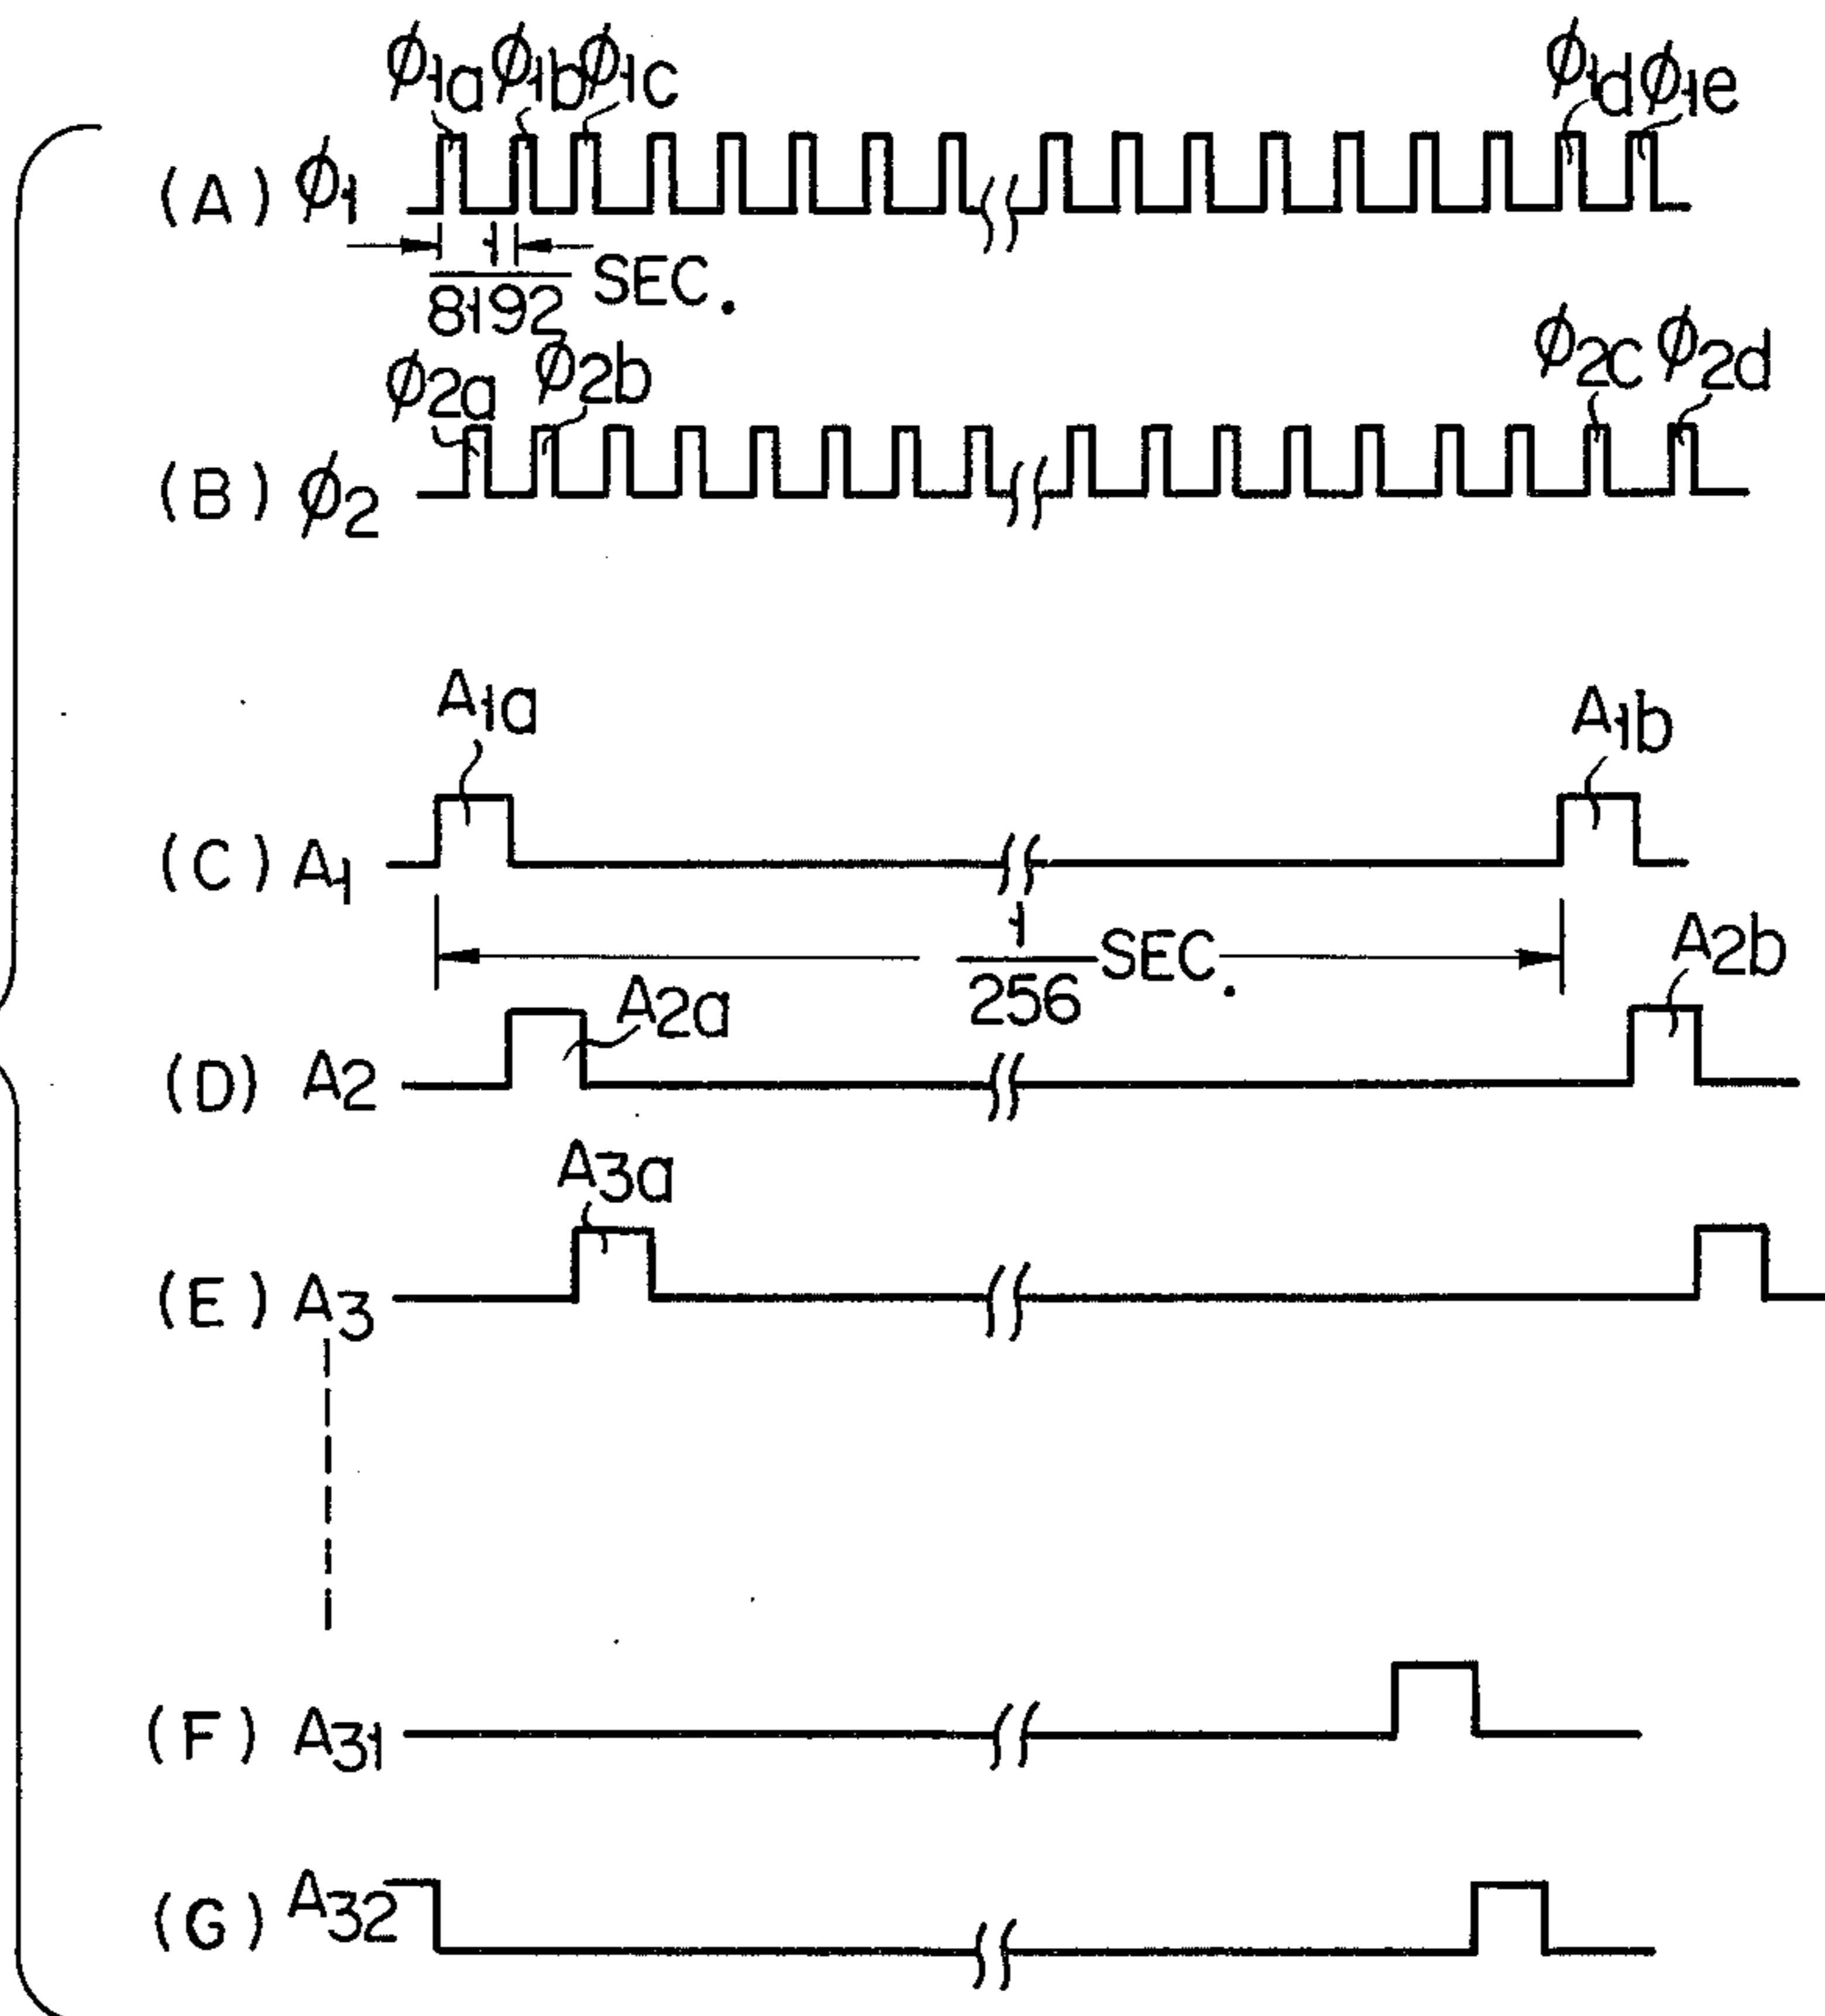 ϕ1a ϕ1b ϕ1c ϕ1d ϕ1e
(A) ϕ1
1/8192 SEC.
ϕ2a ϕ2b ϕ2c ϕ2d
(B) ϕ2
A1a A1b
(C) A1
1/256 SEC.
A2a A2b
(D) A2
A3a
(E) A3
(F) A31
(G) A32